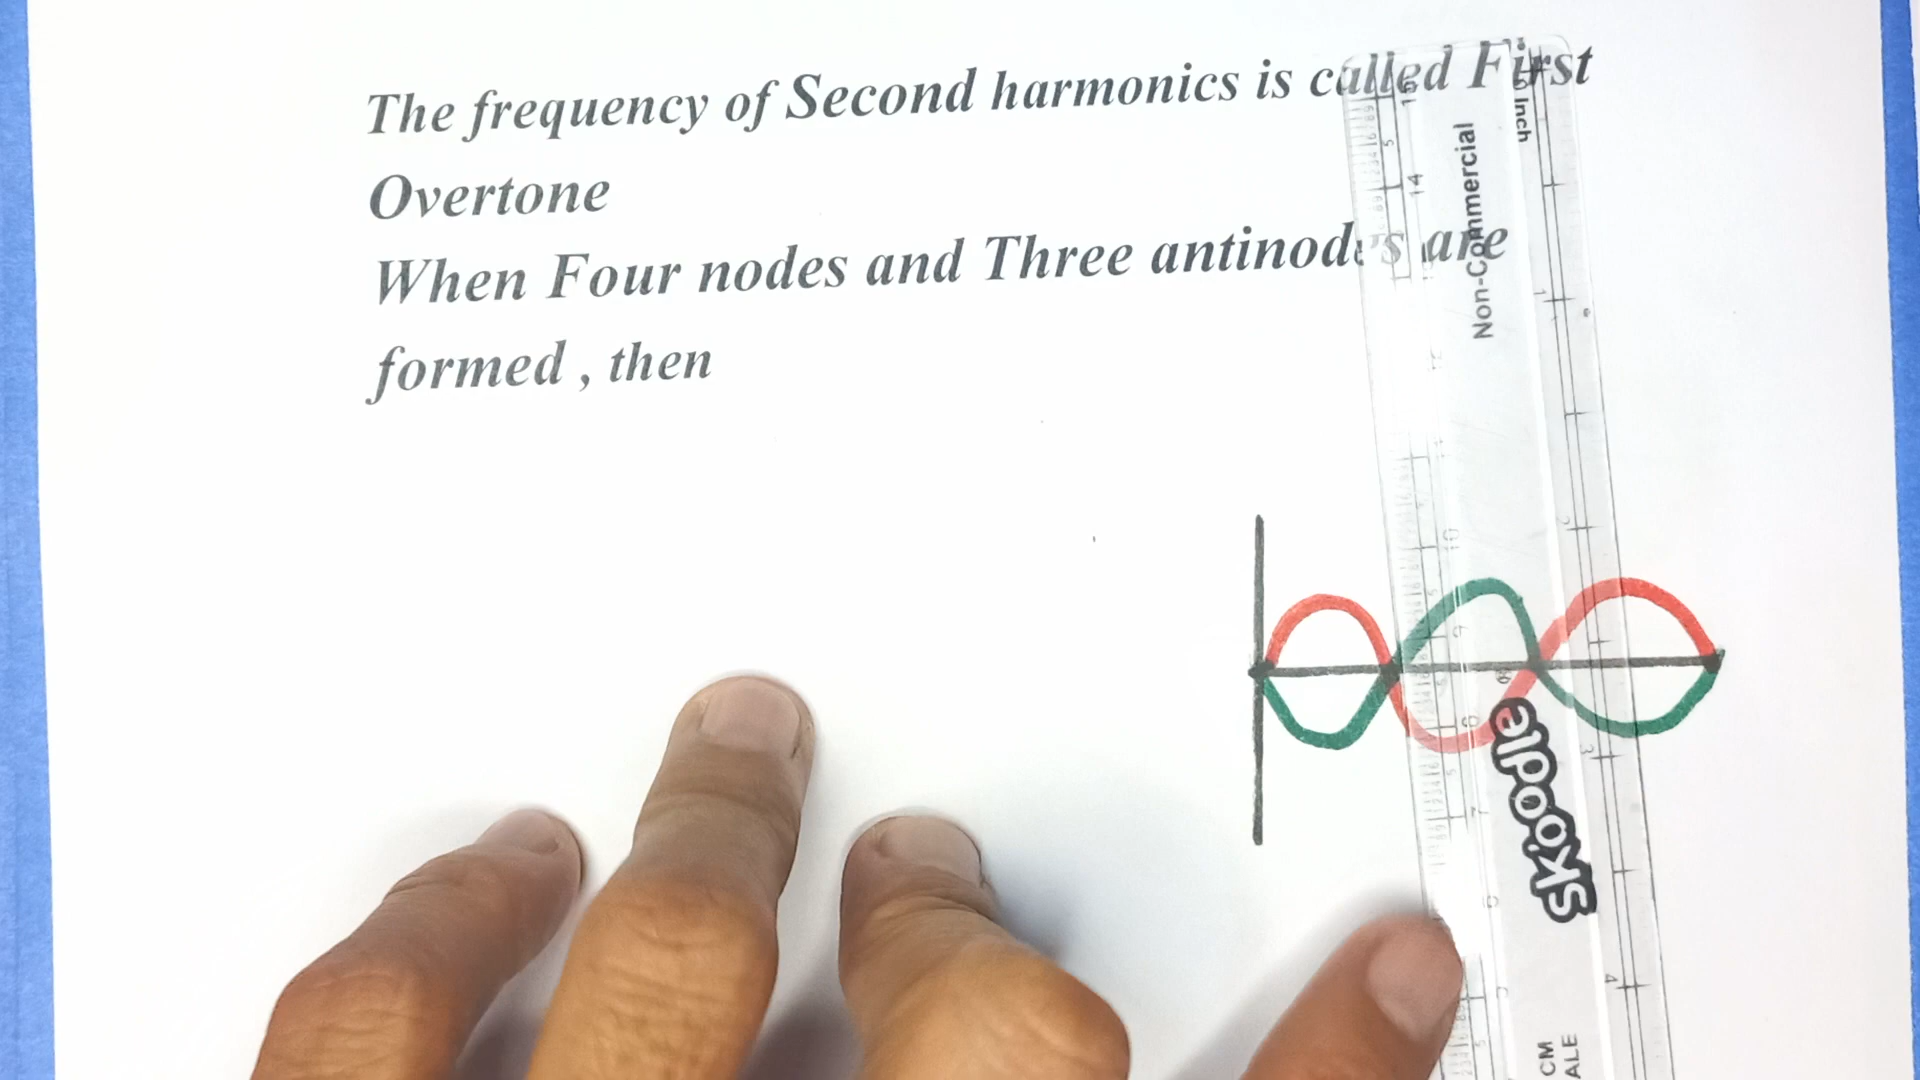 The frequency of Second harmonics is called First
Overtone
When Four nodes and Three antinodes are
formed , then
Non-Commercial
Inch
skoodle
CM
ALE